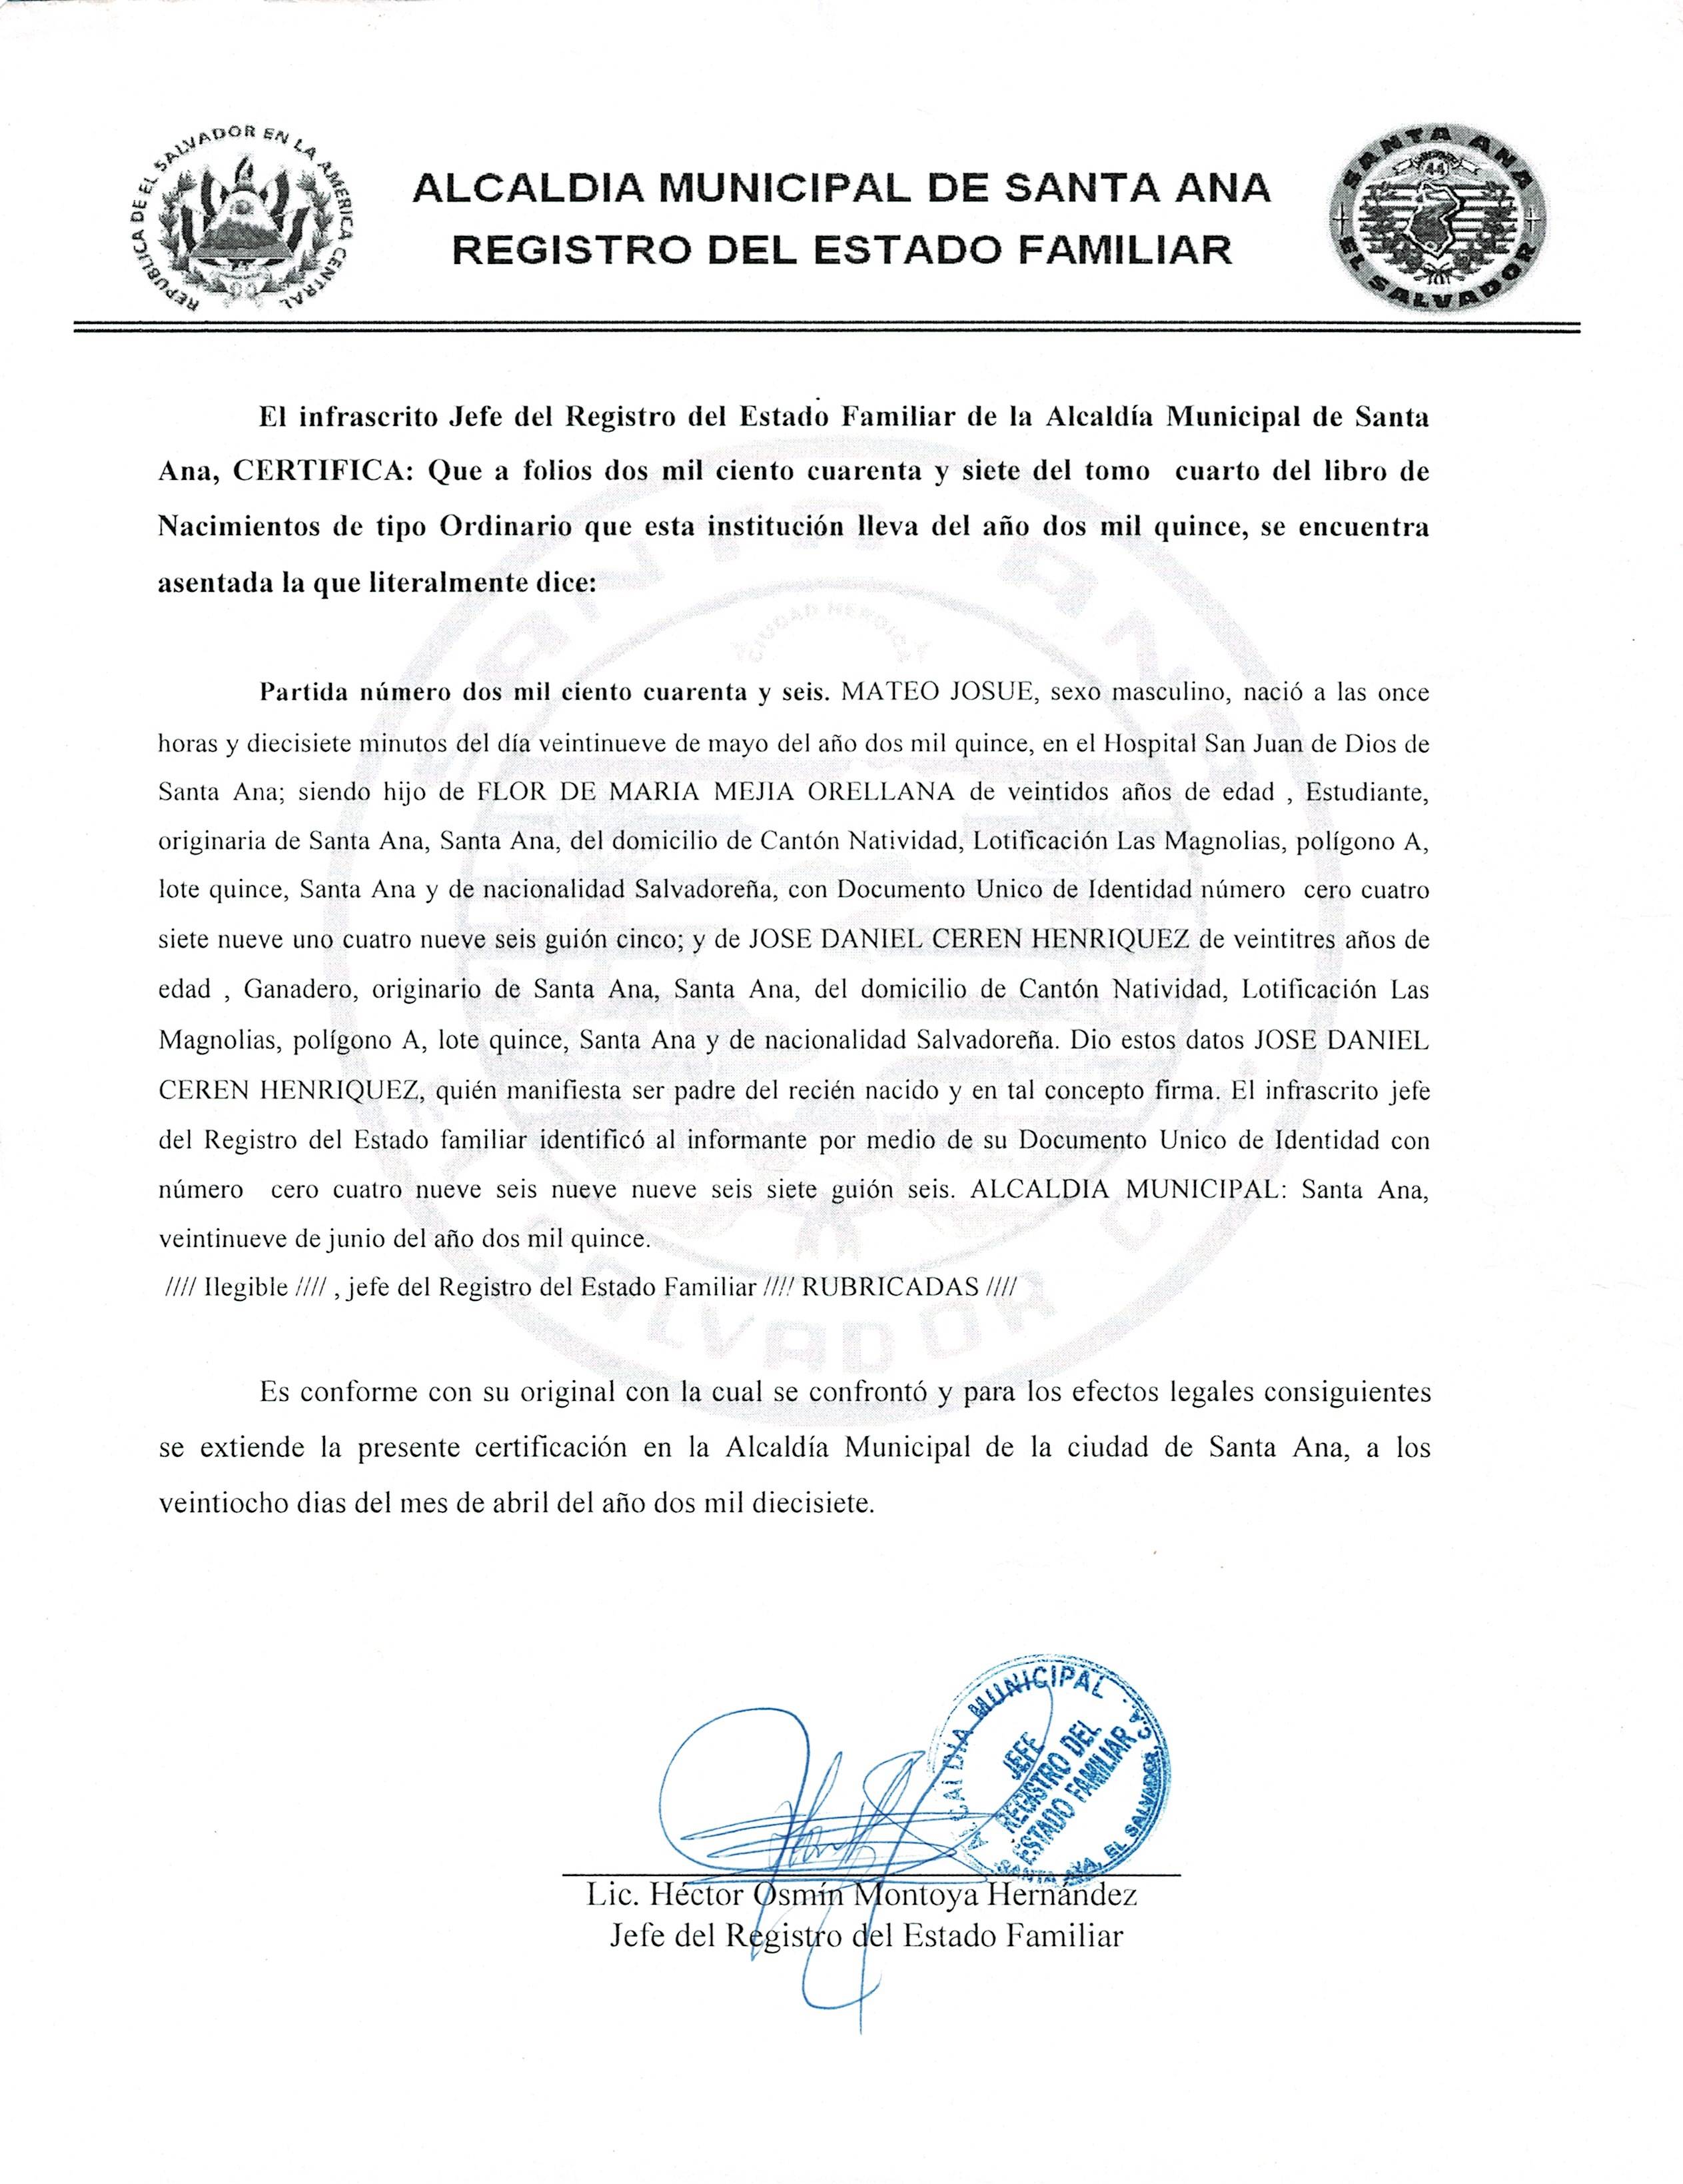 REPUBLICA DE EL SALVADOR EN LA AMERICA CENTRAL
ALCALDIA MUNICIPAL DE SANTA ANA
REGISTRO DEL ESTADO FAMILIAR
SANTA ANA
44
EL SALVADOR
El infrascrito Jefe del Registro del Estado Familiar de la Alcaldía Municipal de Santa
Ana, CERTIFICA: Que a folios dos mil ciento cuarenta y siete del tomo cuarto del libro de
Nacimientos de tipo Ordinario que esta institución lleva del año dos mil quince, se encuentra
asentada la que literalmente dice:
CIUDAD HEROICA
Partida número dos mil ciento cuarenta y seis. MATEO JOSUE, sexo masculino, nació a las once
horas y diecisiete minutos del día veintinueve de mayo del año dos mil quince, en el Hospital San Juan de Dios de
Santa Ana; siendo hijo de FLOR DE MARIA MEJIA ORELLANA de veintidos años de edad , Estudiante,
originaria de Santa Ana, Santa Ana, del domicilio de Cantón Natividad, Lotificación Las Magnolias, polígono A,
lote quince, Santa Ana y de nacionalidad Salvadoreña, con Documento Unico de Identidad número cero cuatro
siete nueve uno cuatro nueve seis guión cinco; y de JOSE DANIEL CEREN HENRIQUEZ de veintitres años de
edad , Ganadero, originario de Santa Ana, Santa Ana, del domicilio de Cantón Natividad, Lotificación Las
Magnolias, polígono A, lote quince, Santa Ana y de nacionalidad Salvadoreña. Dio estos datos JOSE DANIEL
CEREN HENRIQUEZ, quién manifiesta ser padre del recién nacido y en tal concepto firma. El infrascrito jefe
del Registro del Estado familiar identificó al informante por medio de su Documento Unico de Identidad con
número cero cuatro nueve seis nueve nueve seis siete guión seis. ALCALDIA MUNICIPAL: Santa Ana,
veintinueve de junio del año dos mil quince.
//// Ilegible //// , jefe del Registro del Estado Familiar //// RUBRICADAS ////
Es conforme con su original con la cual se confrontó y para los efectos legales consiguientes
se extiende la presente certificación en la Alcaldía Municipal de la ciudad de Santa Ana, a los
veintiocho dias del mes de abril del año dos mil diecisiete.
ALCALDIA MUNICIPAL
JEFE
REGISTRO DEL
ESTADO FAMILIAR
SANTA ANA, EL SALVADOR, C.A.
Lic. Héctor Osmín Montoya Hernández
Jefe del Registro del Estado Familiar